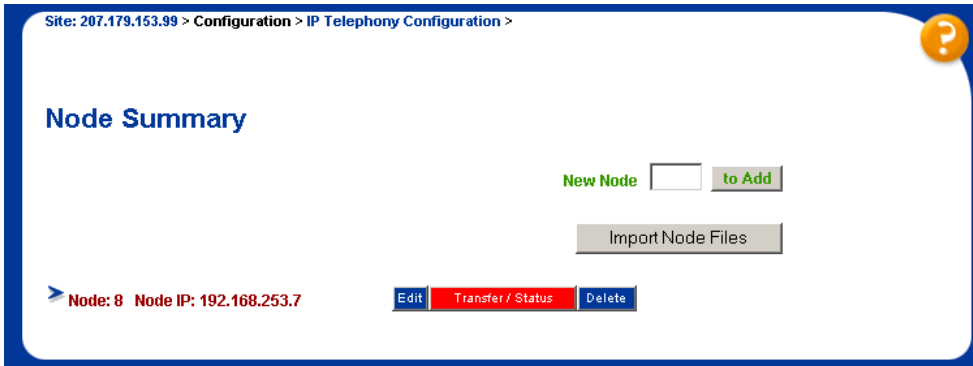 Site: 207.179.153.99 > Configuration > IP Telephony Configuration >
?
Node Summary
New Node to Add
Import Node Files
Node: 8 Node IP: 192.168.253.7 Edit Transfer / Status Delete